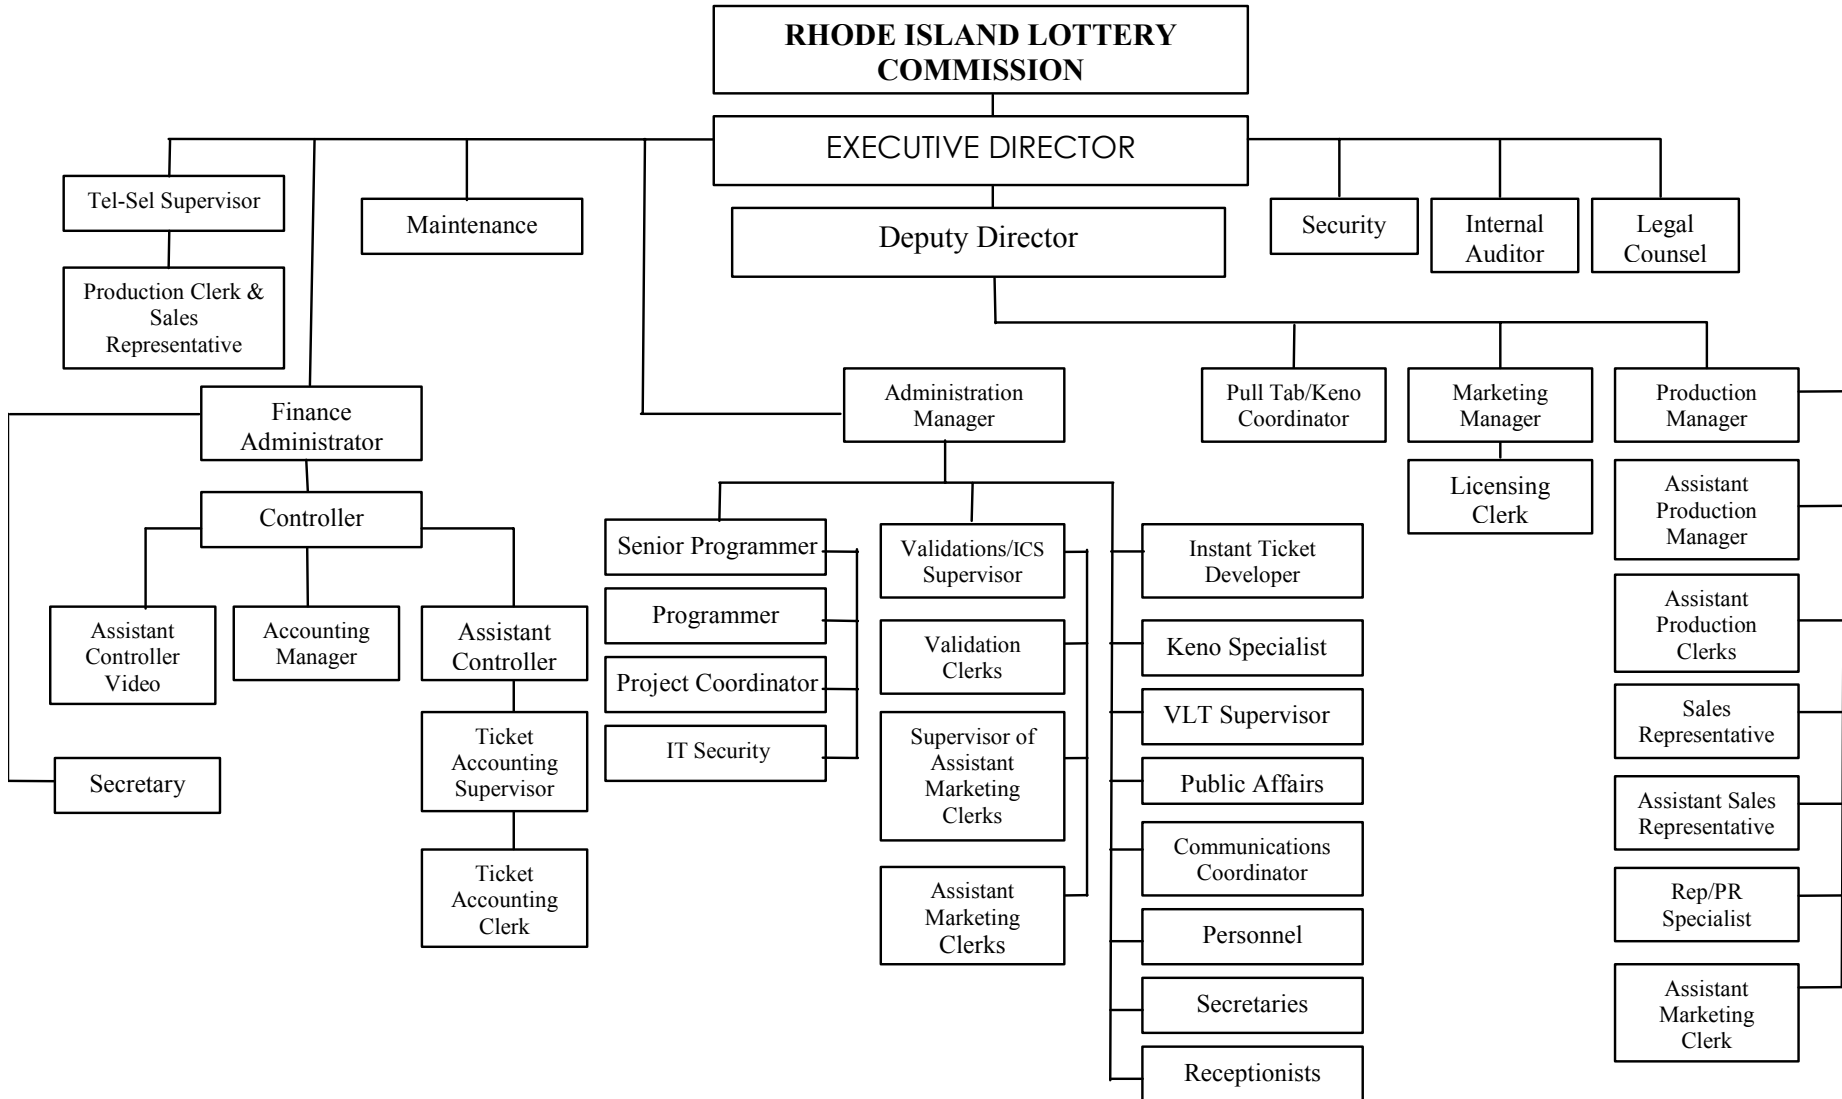 RHODE ISLAND LOTTERY
COMMISSION
EXECUTIVE DIRECTOR
Tel-Sel Supervisor
Maintenance
Deputy Director
Security
Internal
Auditor
Legal
Counsel
Production Clerk &
Sales
Representative
Finance
Administrator
Administration
Manager
Pull Tab/Keno
Coordinator
Marketing
Manager
Production
Manager
Controller
Licensing
Clerk
Assistant
Production
Manager
Senior Programmer
Validations/ICS
Supervisor
Instant Ticket
Developer
Assistant
Controller
Video
Accounting
Manager
Assistant
Controller
Programmer
Validation
Clerks
Keno Specialist
Assistant
Production
Clerks
Project Coordinator
VLT Supervisor
Sales
Representative
Secretary
Ticket
Accounting
Supervisor
IT Security
Supervisor of
Assistant
Marketing
Clerks
Public Affairs
Assistant Sales
Representative
Ticket
Accounting
Clerk
Assistant
Marketing
Clerks
Communications
Coordinator
Rep/PR
Specialist
Personnel
Secretaries
Assistant
Marketing
Clerk
Receptionists